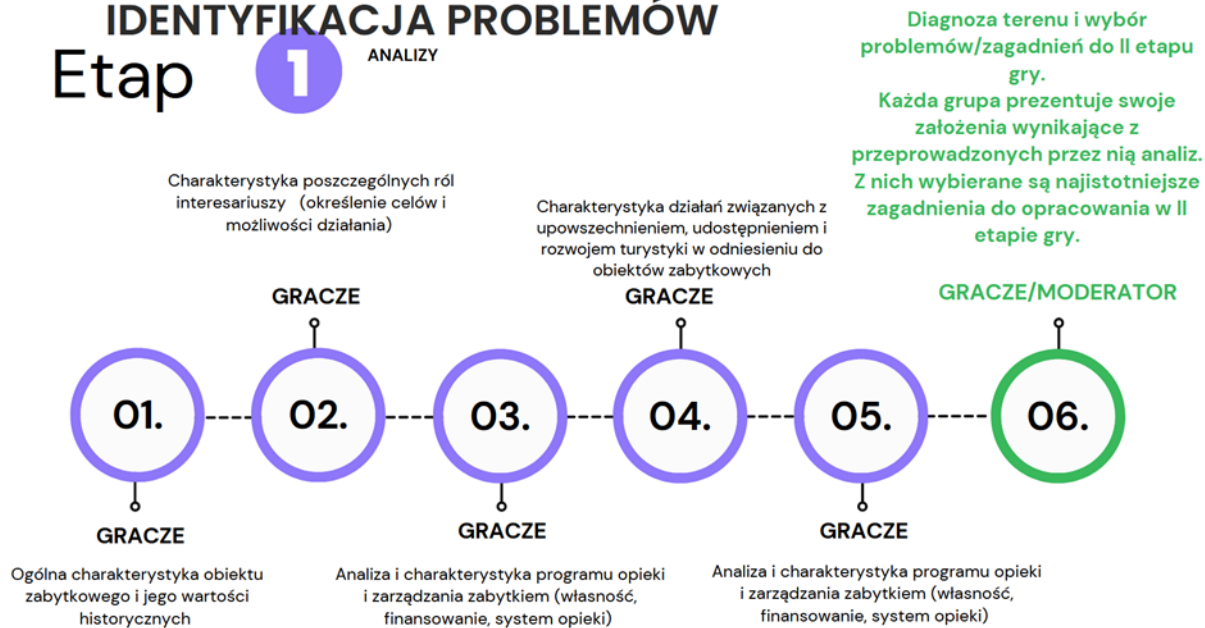 IDENTYFIKACJA PROBLEMÓW
Etap 1
ANALIZY
Diagnoza terenu i wybór
problemów/zagadnień do II etapu
gry.
Każda grupa prezentuje swoje
założenia wynikające z
przeprowadzonych przez nią analiz.
Z nich wybierane są najistotniejsze
zagadnienia do opracowania w II
etapie gry.
GRACZE/MODERATOR
Charakterystyka poszczególnych ról
interesariuszy (określenie celów i
możliwości działania)
GRACZE
Charakterystyka działań związanych z
upowszechnieniem, udostępnieniem i
rozwojem turystyki w odniesieniu do
obiektów zabytkowych
GRACZE
01.
02.
03.
04.
05.
06.
GRACZE
Ogólna charakterystyka obiektu
zabytkowego i jego wartości
historycznych
GRACZE
Analiza i charakterystyka programu opieki
i zarządzania zabytkiem (własność,
finansowanie, system opieki)
GRACZE
Analiza i charakterystyka programu opieki
i zarządzania zabytkiem (własność,
finansowanie, system opieki)